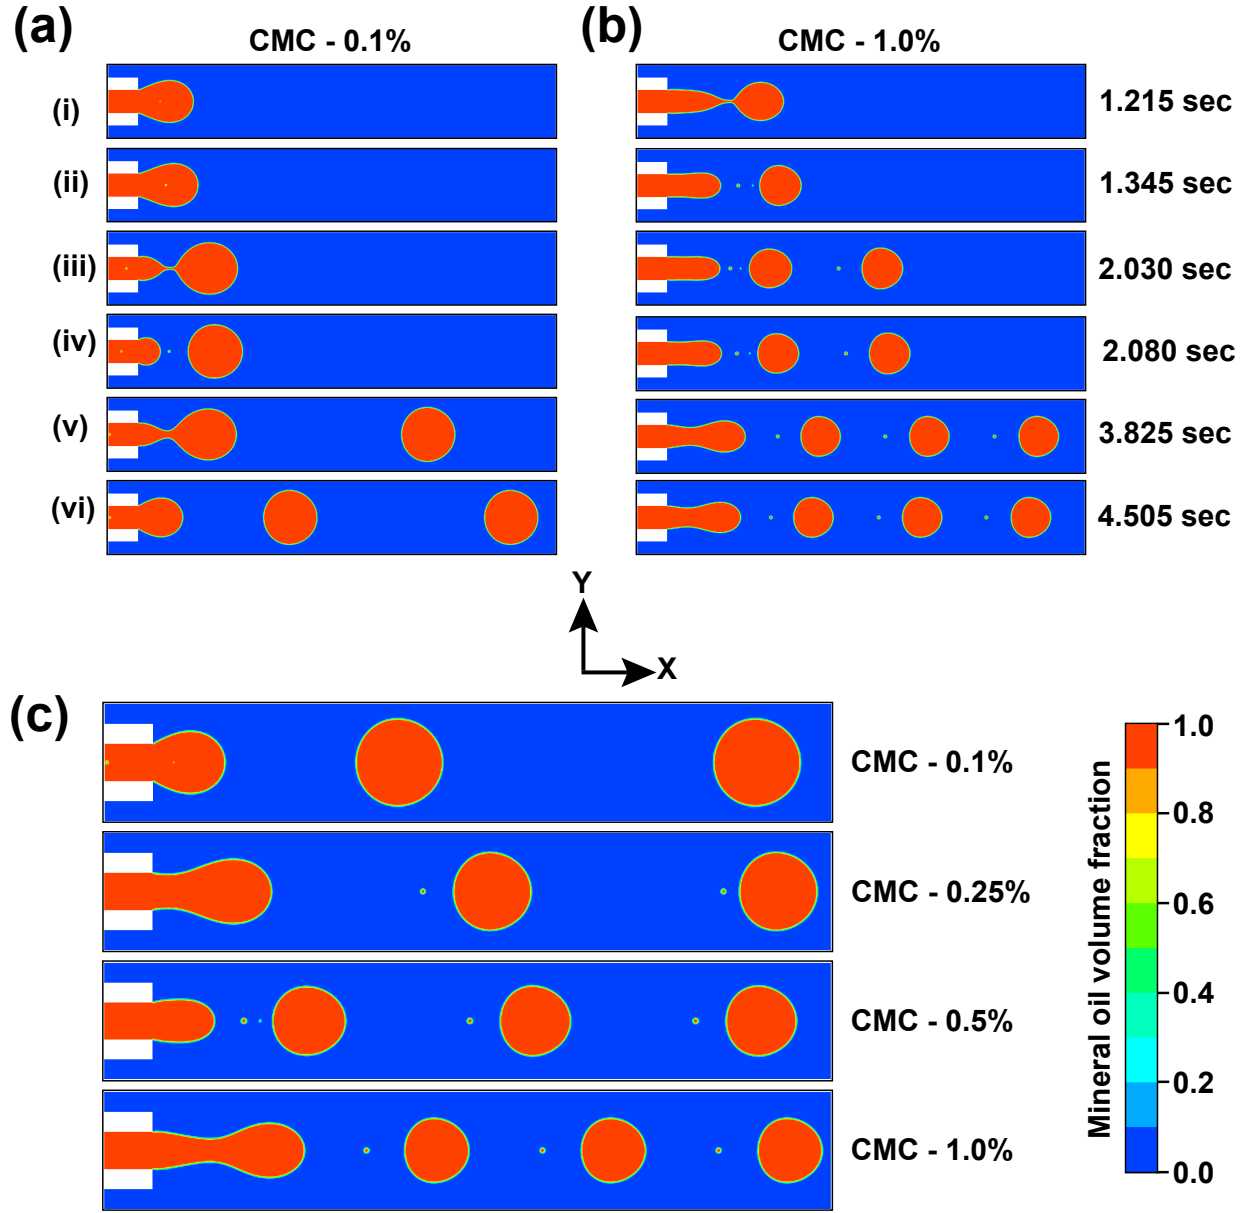 (a)
CMC - 0.1%
(b)
CMC - 1.0%
(i)
1.215 sec
(ii)
1.345 sec
(iii)
2.030 sec
(iv)
2.080 sec
(v)
3.825 sec
(vi)
4.505 sec
Y
X
(c)
CMC - 0.1%
CMC - 0.25%
CMC - 0.5%
CMC - 1.0%
Mineral oil volume fraction
1.0
0.8
0.6
0.4
0.2
0.0